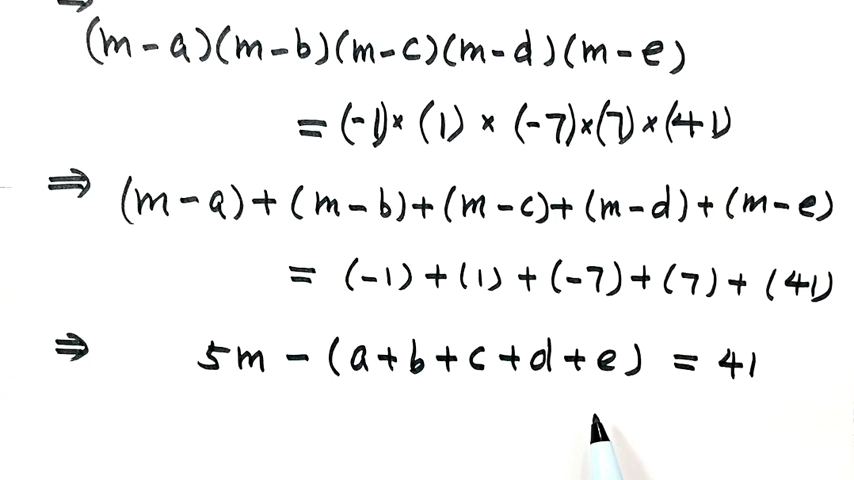 ⇒
(m-a)(m-b)(m-c)(m-d)(m-e)
= (-1)×(1)×(-7)×(7)×(41)
⇒ (m-a)+(m-b)+(m-c)+(m-d)+(m-e)
= (-1)+(1)+(-7)+(7)+(41)
⇒ 5m-(a+b+c+d+e) = 41